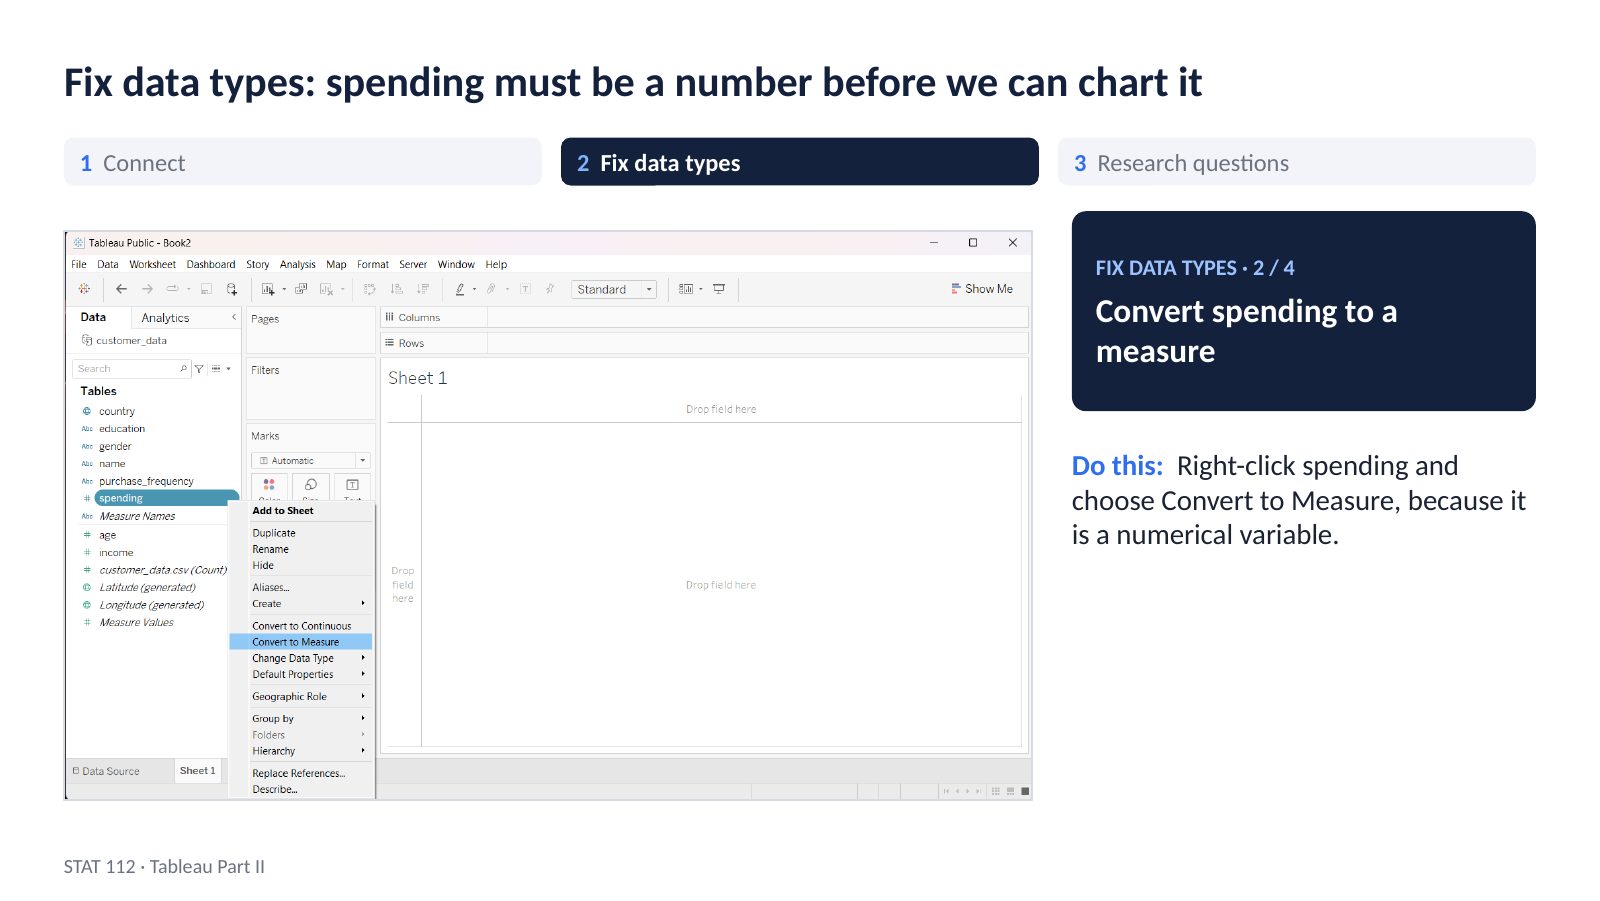 Fix data types: spending must be a number before we can chart it
1 Connect
2 Fix data types
3 Research questions
Tableau Public - Book2
File Data Worksheet Dashboard Story Analysis Map Format Server Window Help
Standard
Show Me
Data Analytics
customer_data
Search
Tables
Abc
country
Abc education
Abc gender
Abc name
Abc purchase_frequency
# spending
Abc Measure Names
# age
# income
# customer_data.csv (Count)
Latitude (generated)
Longitude (generated)
# Measure Values
Pages
Filters
Marks
Automatic
Add to Sheet
Duplicate
Rename
Hide
Aliases...
Create
Convert to Continuous
Convert to Measure
Change Data Type
Default Properties
Geographic Role
Group by
Folders
Hierarchy
Replace References...
Describe...
Columns
Rows
Sheet 1
Drop field here
Drop
field
here
Drop field here
Data Source
Sheet 1
FIX DATA TYPES · 2 / 4
Convert spending to a
measure
Do this: Right-click spending and
choose Convert to Measure, because it
is a numerical variable.
STAT 112 · Tableau Part II